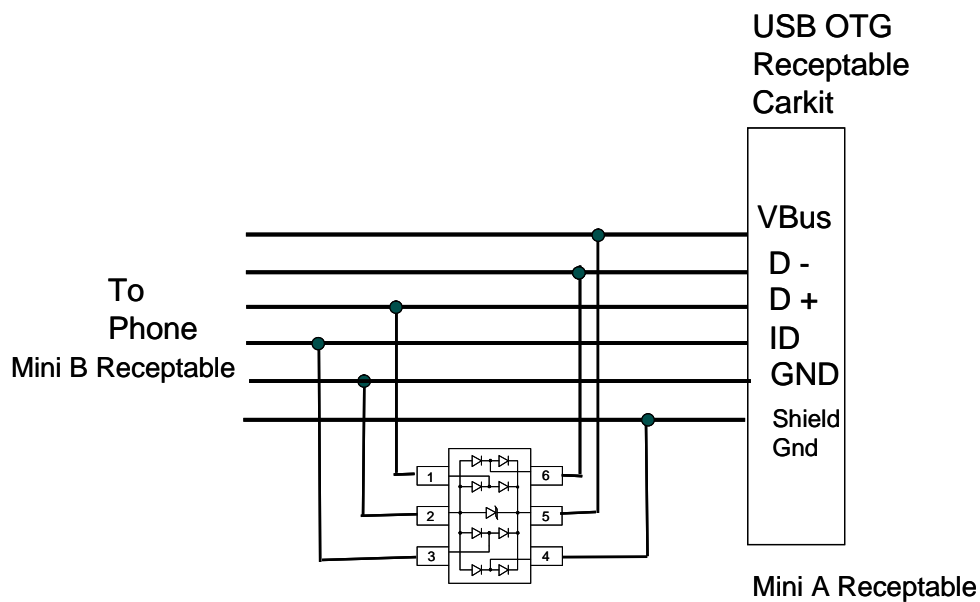 USB OTG
Receptable
Carkit
VBus
D -
D +
ID
GND
Shield
Gnd
To
Phone
Mini B Receptable
1
6
2
5
3
4
Mini A Receptable